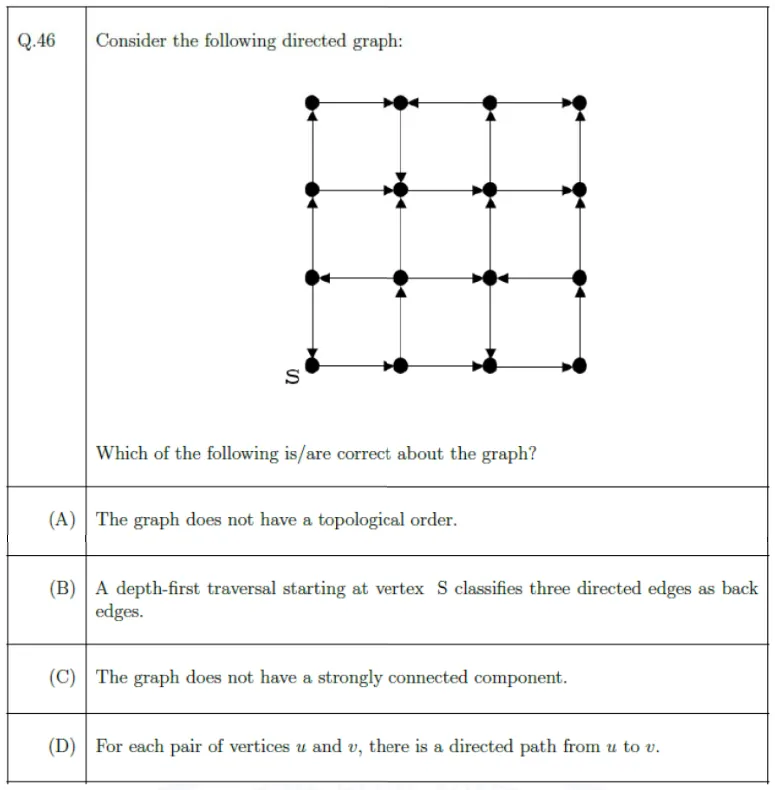 Q.46 Consider the following directed graph:
S
Which of the following is/are correct about the graph?
(A) The graph does not have a topological order.
(B) A depth-first traversal starting at vertex S classifies three directed edges as back
edges.
(C) The graph does not have a strongly connected component.
(D) For each pair of vertices u and v, there is a directed path from u to v.